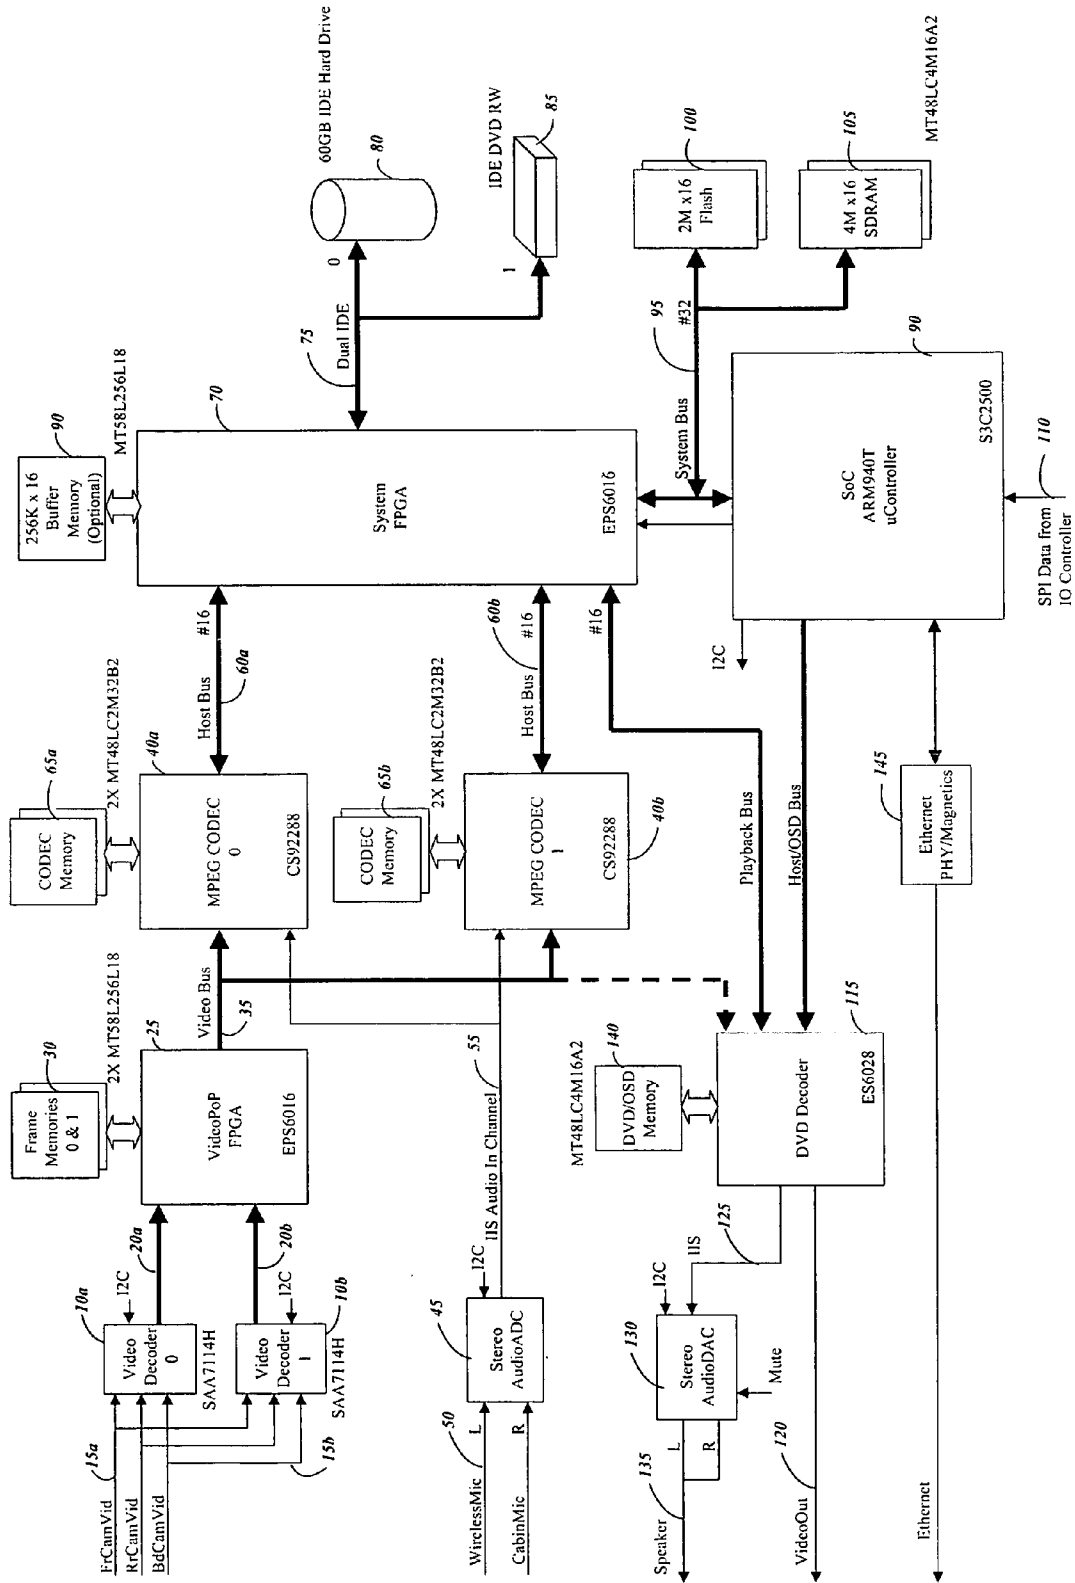 FrCamVid
RrCamVid
BdCamVid
15a
15b
10a
I2C
Video
Decoder
0
SAA7114H
Video
Decoder
1
I2C
10b
SAA7114H
20a
20b
Frame
Memories
0 & 1
30
2X MT58L256L18
25
VideoPoP
FPGA
EPS6016
Video Bus
35
CODEC
Memory
65a
2X MT48LC2M32B2
40a
MPEG CODEC
0
CS92288
Host Bus
60a
#16
CODEC
Memory
65b
2X MT48LC2M32B2
MPEG CODEC
1
CS92288
40b
Host Bus
60b
#16
256K x 16
Buffer
Memory
(Optional)
90
MT58L256L18
70
System
FPGA
EPS6016
75
Dual IDE
0
60GB IDE Hard Drive
80
1
IDE DVD RW
85
WirelessMic
CabinMic
50
L
R
45
Stereo
AudioADC
I2C
IIS Audio In Channel
55
#16
Playback Bus
Host/OSD Bus
System Bus
95
#32
2M x16
Flash
100
4M x16
SDRAM
105
MT48LC4M16A2
I2C
SoC
ARM940T
uController
S3C2500
90
SPI Data from
IO Controller
110
MT48LC4M16A2
DVD/OSD
Memory
140
DVD Decoder
ES6028
115
125
IIS
I2C
130
Stereo
AudioDAC
Mute
L
R
135
Speaker
VideoOut
120
145
Ethernet
PHY/Magnetics
Ethernet